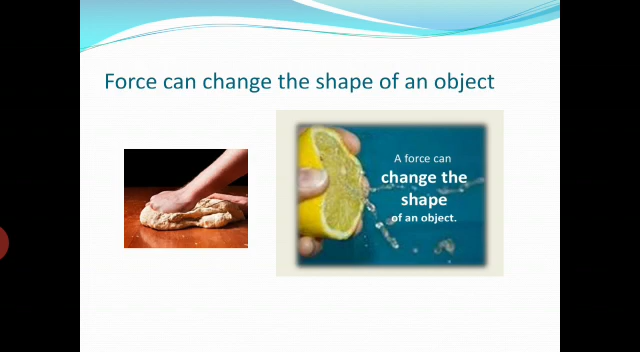 Force can change the shape of an object
A force can
change the
shape
of an object.